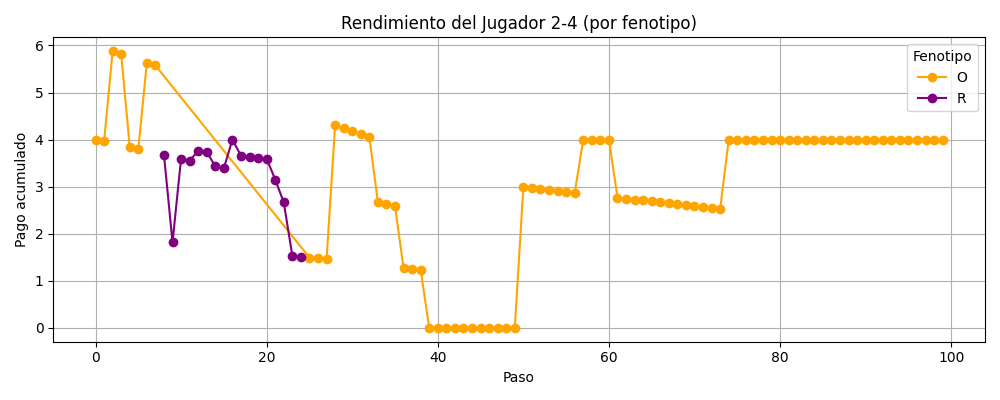 Rendimiento del Jugador 2-4 (por fenotipo)
Pago acumulado
6
5
4
3
2
1
0
0 20 40 60 80 100
Paso
Fenotipo
O
R